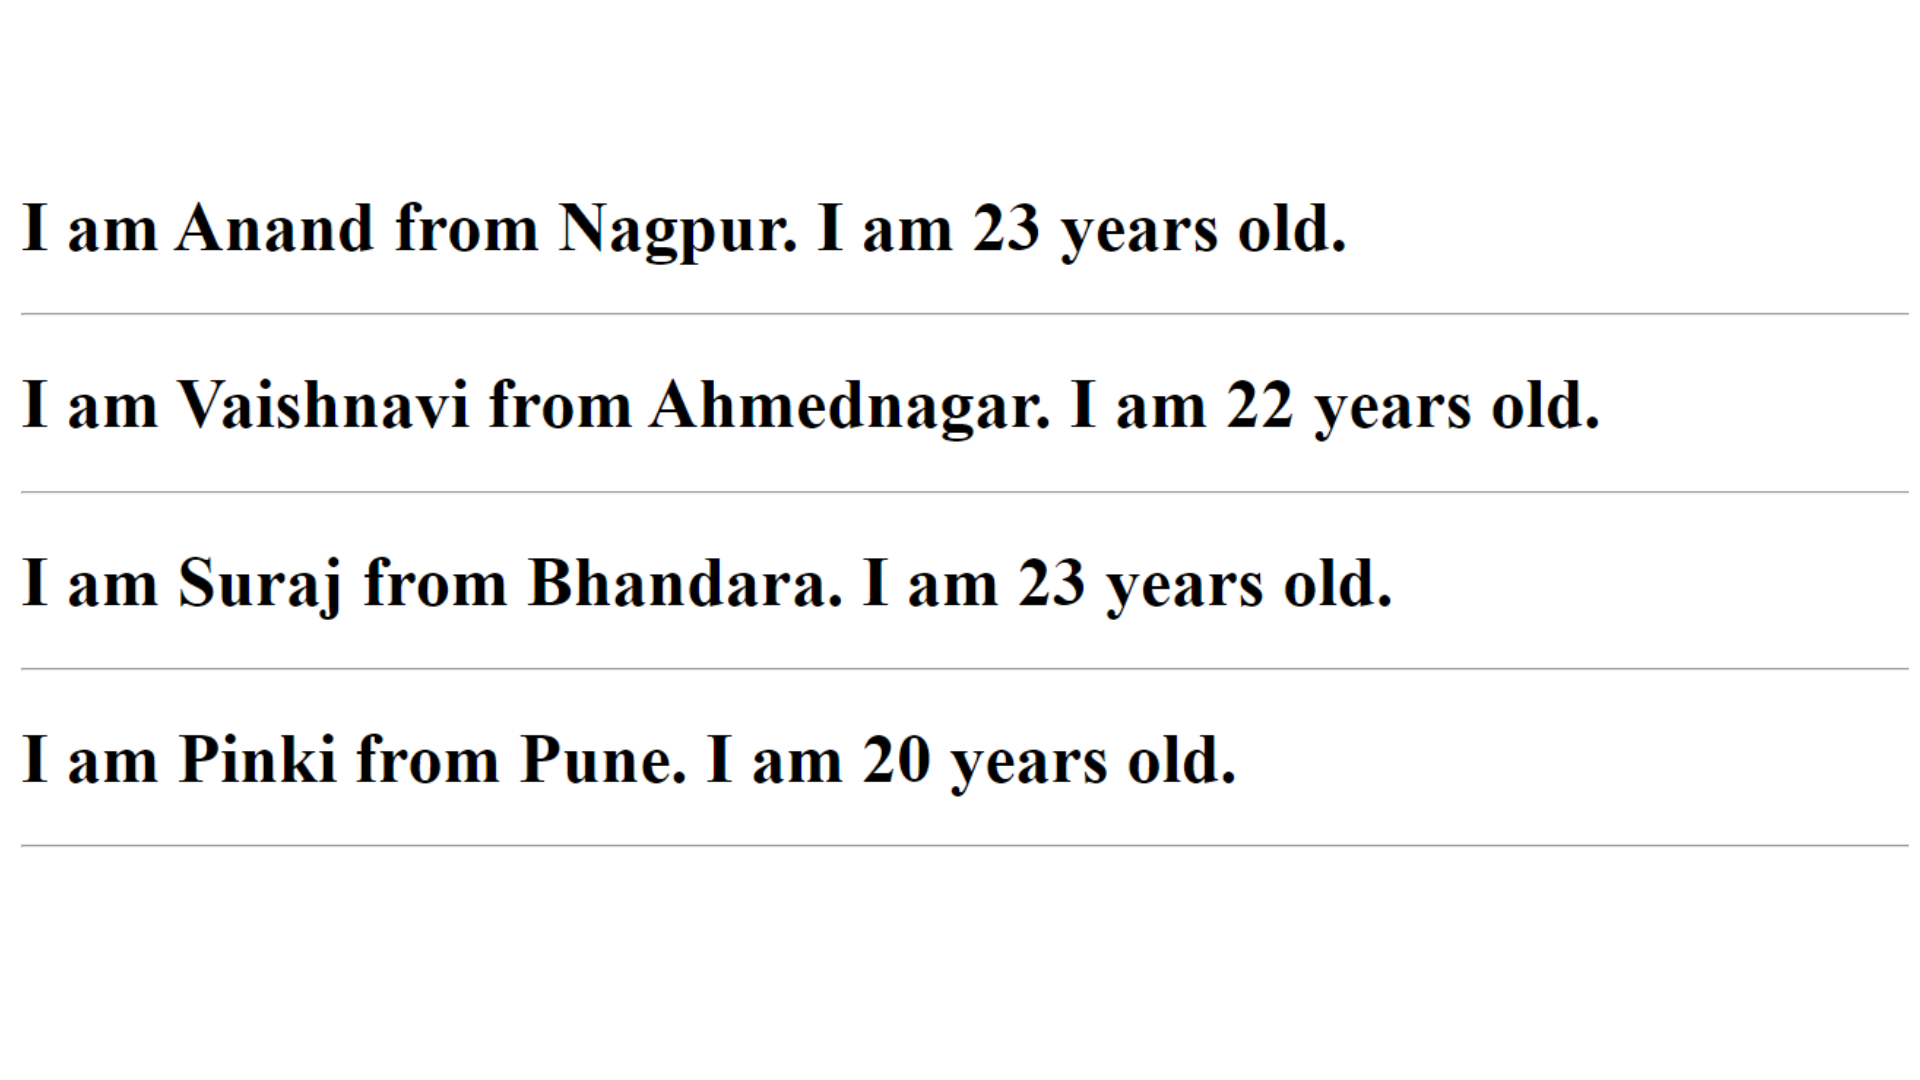 I am Anand from Nagpur. I am 23 years old.
I am Vaishnavi from Ahmednagar. I am 22 years old.
I am Suraj from Bhandara. I am 23 years old.
I am Pinki from Pune. I am 20 years old.